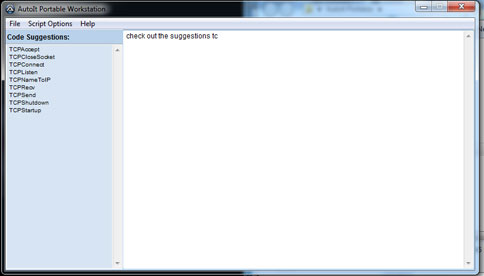 AutoIt Portable Workstation
File Script Options Help
Code Suggestions:
TCPAccept
TCPCloseSocket
TCPConnect
TCPListen
TCPNameToIP
TCPRecv
TCPSend
TCPShutdown
TCPStartup
check out the suggestions tc